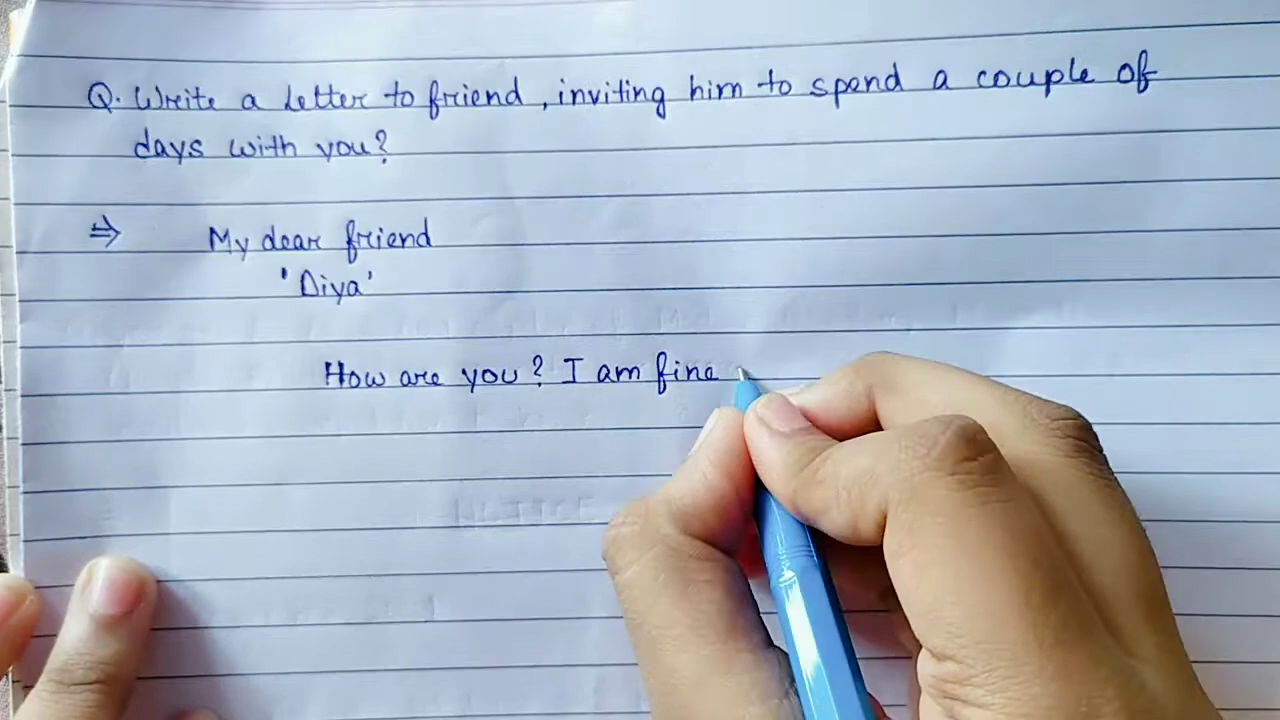 Q. Write a Letter to friend, inviting him to spend a couple of
days with you?
⇒ My dear friend
'Diya'
How are you? I am fine